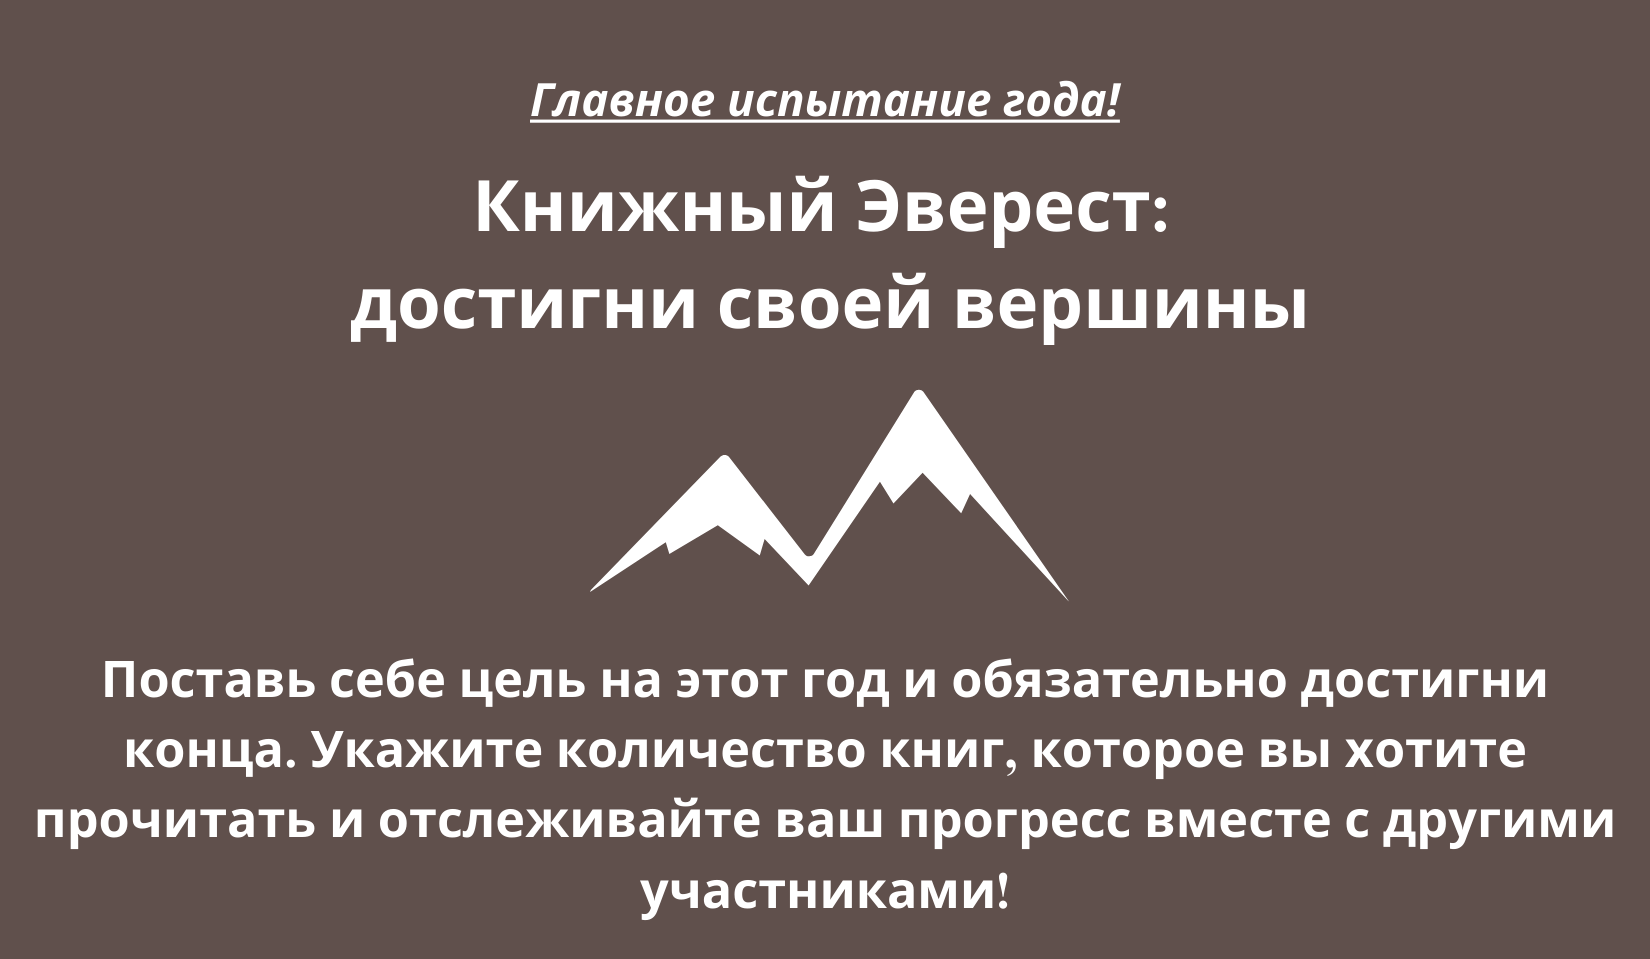 Главное испытание года!
Книжный Эверест:
достигни своей вершины
Поставь себе цель на этот год и обязательно достигни
конца. Укажите количество книг, которое вы хотите
прочитать и отслеживайте ваш прогресс вместе с другими
участниками!